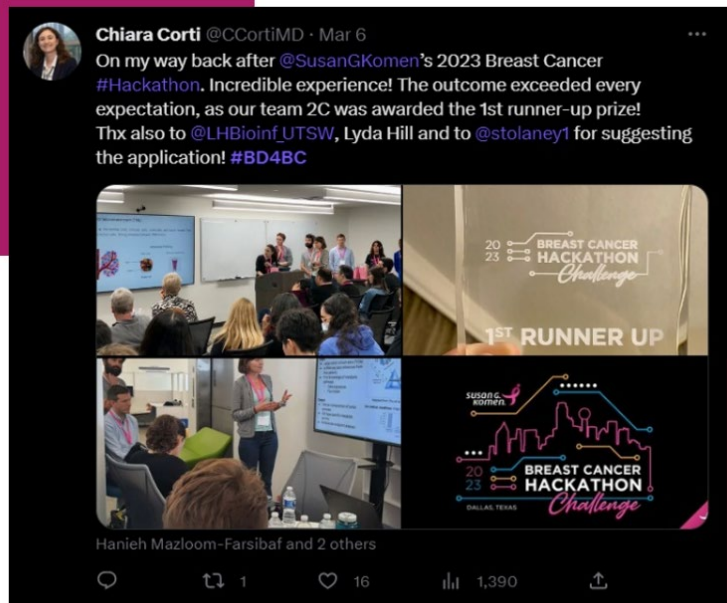 Chiara Corti @CCortiMD · Mar 6
On my way back after @SusanGKomen's 2023 Breast Cancer
#Hackathon. Incredible experience! The outcome exceeded every
expectation, as our team 2C was awarded the 1st runner-up prize!
Thx also to @LHBioinf_UTSW, Lyda Hill and to @stolaney1 for suggesting
the application! #BD4BC
20
23
BREAST CANCER
HACKATHON
Challenge
1ST RUNNER UP
susan g.
komen
20
23
BREAST CANCER
HACKATHON
Challenge
DALLAS, TEXAS
Hanieh Mazloom-Farsibaf and 2 others
1
16
1,390